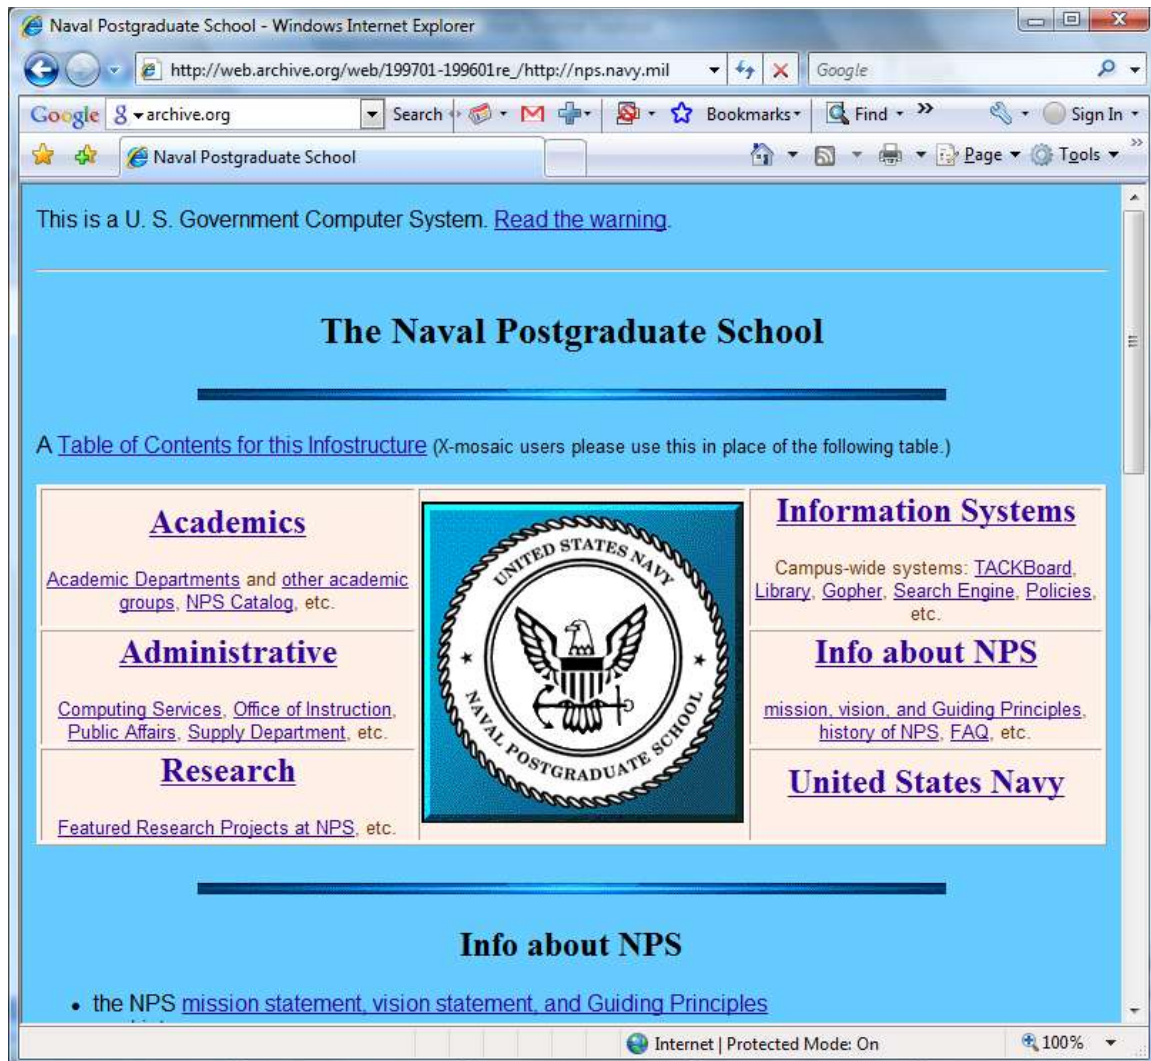 Naval Postgraduate School - Windows Internet Explorer
http://web.archive.org/web/199701-199601re_/http://nps.navy.mil
Google
Google archive.org Search Bookmarks Find Sign In
Naval Postgraduate School
Page Tools
This is a U. S. Government Computer System. Read the warning.
The Naval Postgraduate School
A Table of Contents for this Infostructure (X-mosaic users please use this in place of the following table.)
Academics
Academic Departments and other academic
groups, NPS Catalog, etc.
Administrative
Computing Services, Office of Instruction,
Public Affairs, Supply Department, etc.
Research
Featured Research Projects at NPS, etc.
UNITED STATES NAVY
NAVAL POSTGRADUATE SCHOOL
Information Systems
Campus-wide systems: TACKBoard,
Library, Gopher, Search Engine, Policies,
etc.
Info about NPS
mission, vision, and Guiding Principles,
history of NPS, FAQ, etc.
United States Navy
Info about NPS
• the NPS mission statement, vision statement, and Guiding Principles
Internet | Protected Mode: On
100%